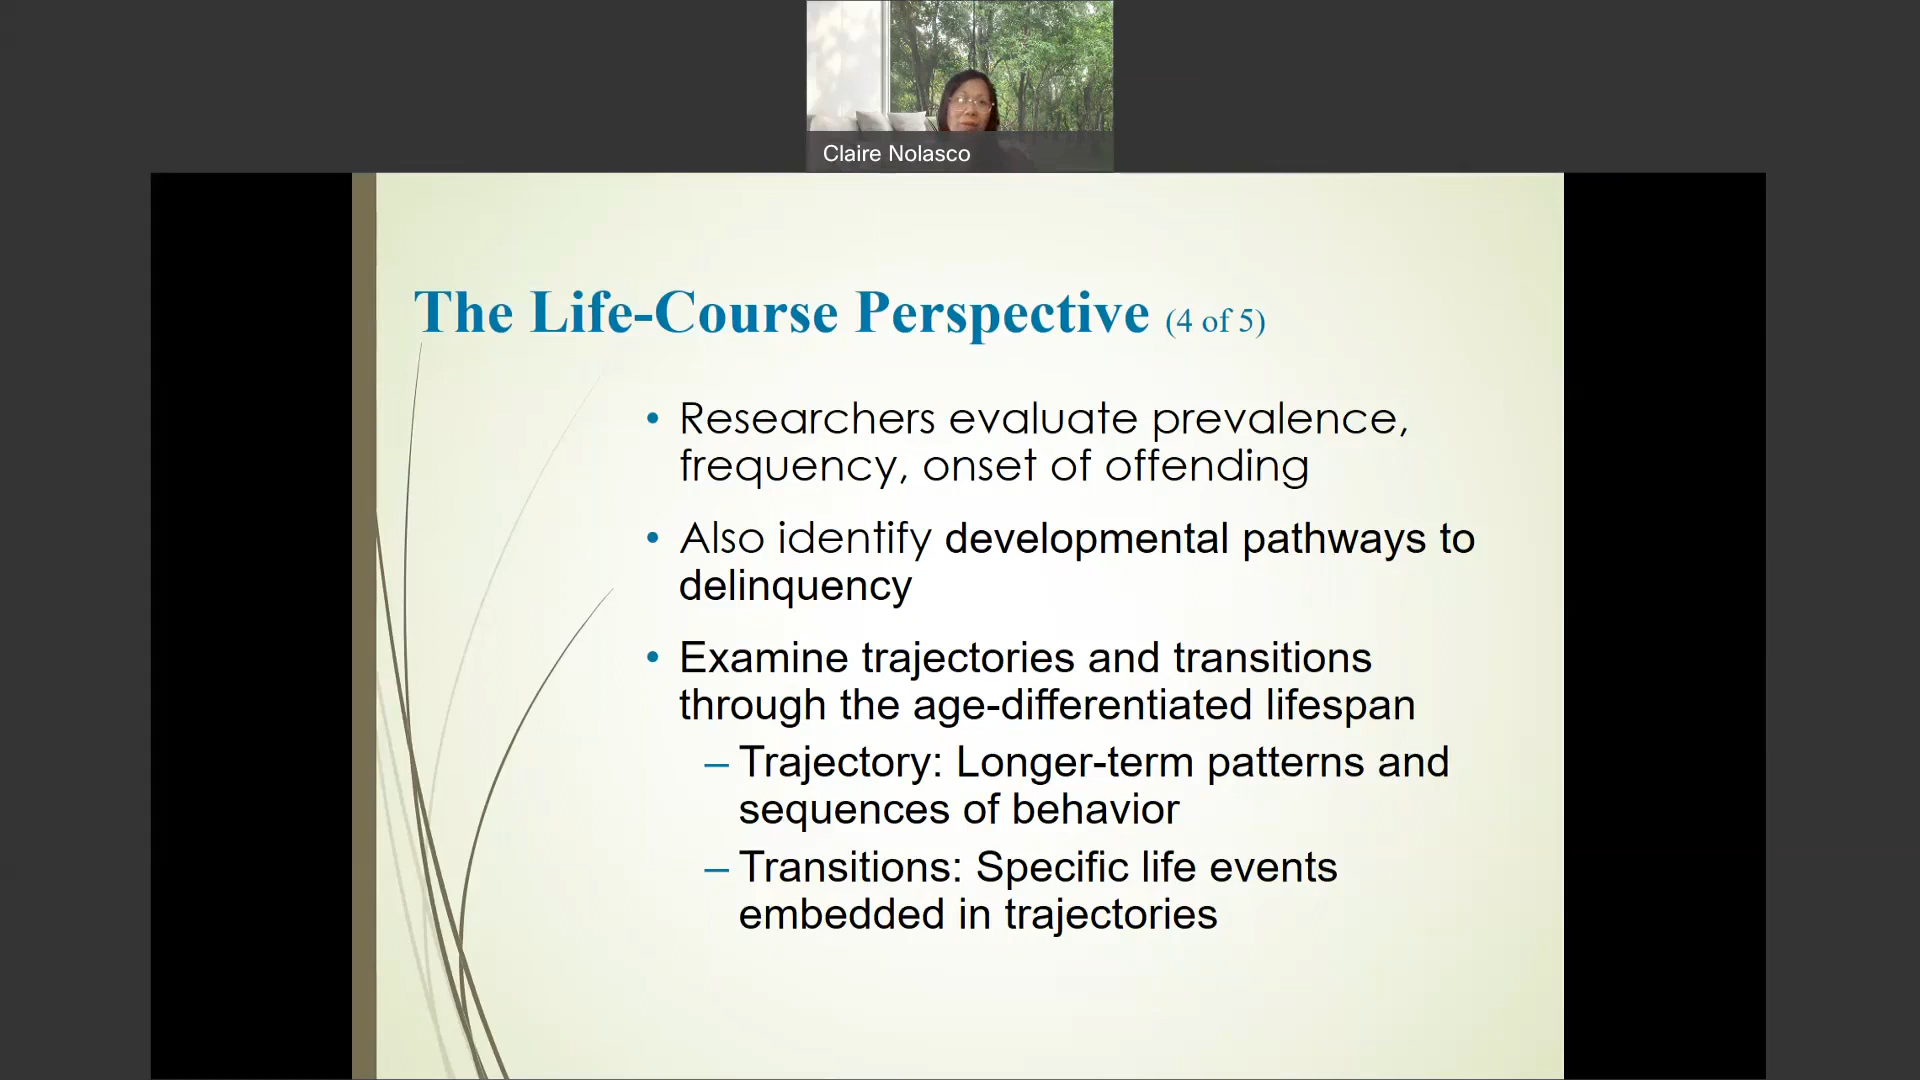 Claire Nolasco
The Life-Course Perspective (4 of 5)
• Researchers evaluate prevalence,
frequency, onset of offending
• Also identify developmental pathways to
delinquency
• Examine trajectories and transitions
through the age-differentiated lifespan
– Trajectory: Longer-term patterns and
sequences of behavior
– Transitions: Specific life events
embedded in trajectories